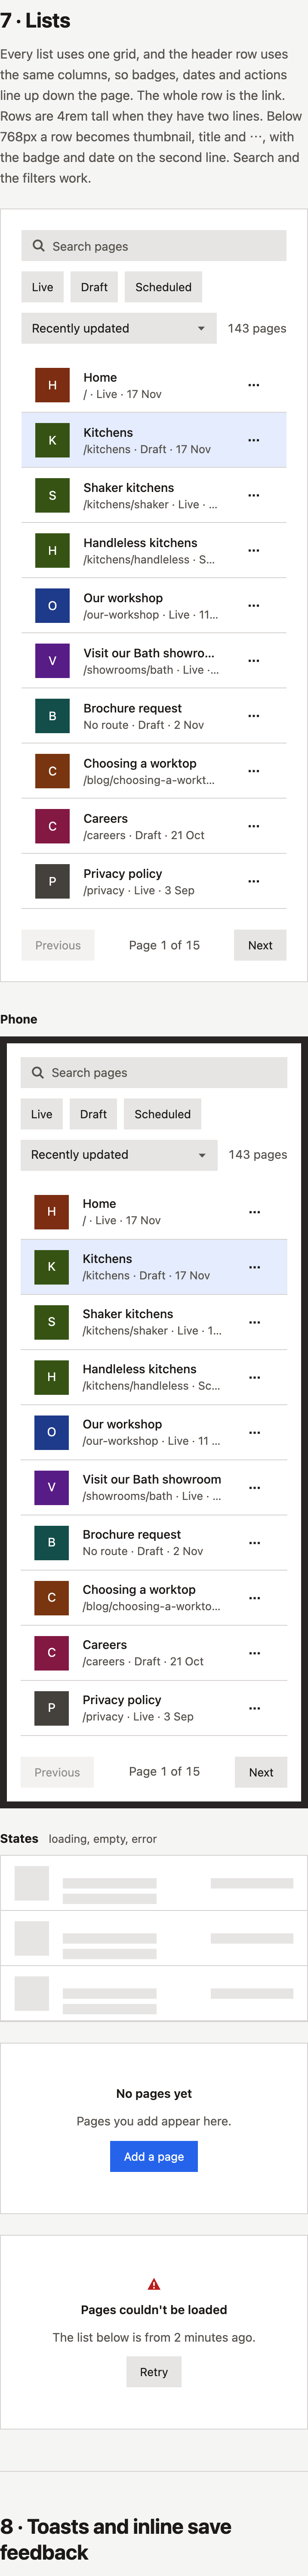 7 · Lists
Every list uses one grid, and the header row uses
the same columns, so badges, dates and actions
line up down the page. The whole row is the link.
Rows are 4rem tall when they have two lines. Below
768px a row becomes thumbnail, title and ···, with
the badge and date on the second line. Search and
the filters work.
Search pages
Live
Draft
Scheduled
Recently updated
143 pages
H
Home
/ · Live · 17 Nov
K
Kitchens
/kitchens · Draft · 17 Nov
S
Shaker kitchens
/kitchens/shaker · Live · ...
H
Handleless kitchens
/kitchens/handleless · S...
O
Our workshop
/our-workshop · Live · 11...
V
Visit our Bath showro...
/showrooms/bath · Live ·...
B
Brochure request
No route · Draft · 2 Nov
C
Choosing a worktop
/blog/choosing-a-workt...
C
Careers
/careers · Draft · 21 Oct
P
Privacy policy
/privacy · Live · 3 Sep
Previous
Page 1 of 15
Next
Phone
Search pages
Live
Draft
Scheduled
Recently updated
143 pages
H
Home
/ · Live · 17 Nov
K
Kitchens
/kitchens · Draft · 17 Nov
S
Shaker kitchens
/kitchens/shaker · Live · 1...
H
Handleless kitchens
/kitchens/handleless · Sc...
O
Our workshop
/our-workshop · Live · 11 ...
V
Visit our Bath showroom
/showrooms/bath · Live · ...
B
Brochure request
No route · Draft · 2 Nov
C
Choosing a worktop
/blog/choosing-a-workto...
C
Careers
/careers · Draft · 21 Oct
P
Privacy policy
/privacy · Live · 3 Sep
Previous
Page 1 of 15
Next
States loading, empty, error
No pages yet
Pages you add appear here.
Add a page
Pages couldn't be loaded
The list below is from 2 minutes ago.
Retry
8 · Toasts and inline save
feedback